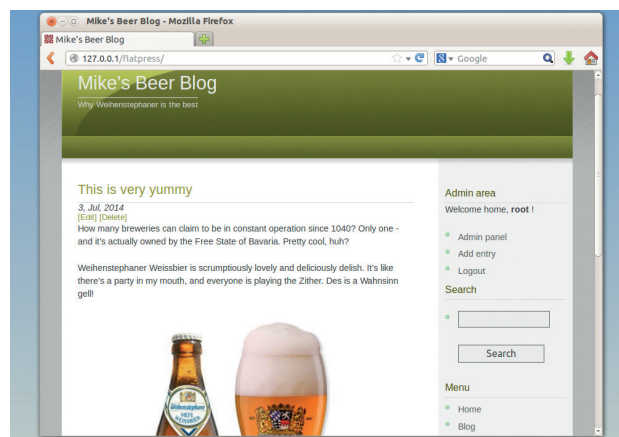 Mike's Beer Blog - Mozilla Firefox
Mike's Beer Blog
127.0.0.1/flatpress/
Google
Mike's Beer Blog
Why Weihenstephaner is the best
This is very yummy
3, Jul, 2014
[Edit] [Delete]
How many breweries can claim to be in constant operation since 1040? Only one -
and it's actually owned by the Free State of Bavaria. Pretty cool, huh?
Weihenstephaner Weissbier is scrumptiously lovely and deliciously delish. It's like
there's a party in my mouth, and everyone is playing the Zither. Des is a Wahnsinn
gell!
Weihenstephaner
HEFE
WEISSBIER
Admin area
Welcome home, root !
Admin panel
Add entry
Logout
Search
Search
Menu
Home
Blog